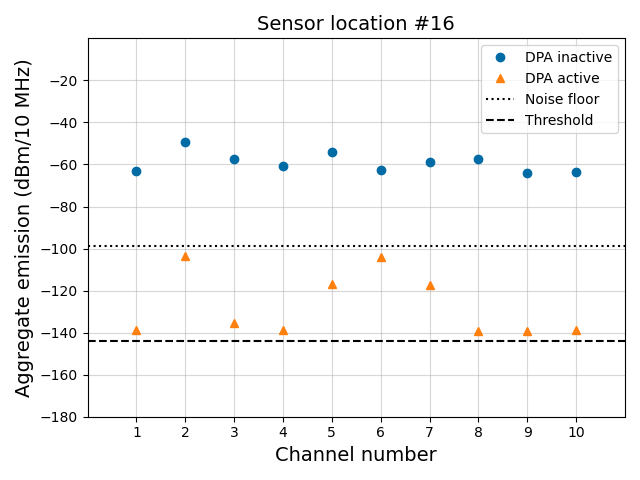 Sensor location #16
DPA inactive
DPA active
Noise floor
Threshold
Aggregate emission (dBm/10 MHz)
−20
−40
−60
−80
−100
−120
−140
−160
−180
1 2 3 4 5 6 7 8 9 10
Channel number